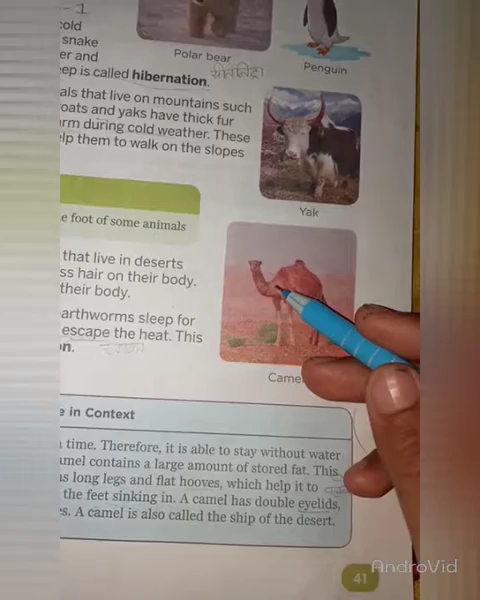 -1
cold
snake
er and
Polar bear
Penguin
eep is called hibernation.
als that live on mountains such
oats and yaks have thick fur
arm during cold weather. These
elp them to walk on the slopes
Yak
e foot of some animals
that live in deserts
ss hair on their body.
their body.
arthworms sleep for
escape the heat. This
on.
Came
e in Context
time. Therefore, it is able to stay without water
amel contains a large amount of stored fat. This
as long legs and flat hooves, which help it to
the feet sinking in. A camel has double eyelids,
es. A camel is also called the ship of the desert.
41
AndroVid